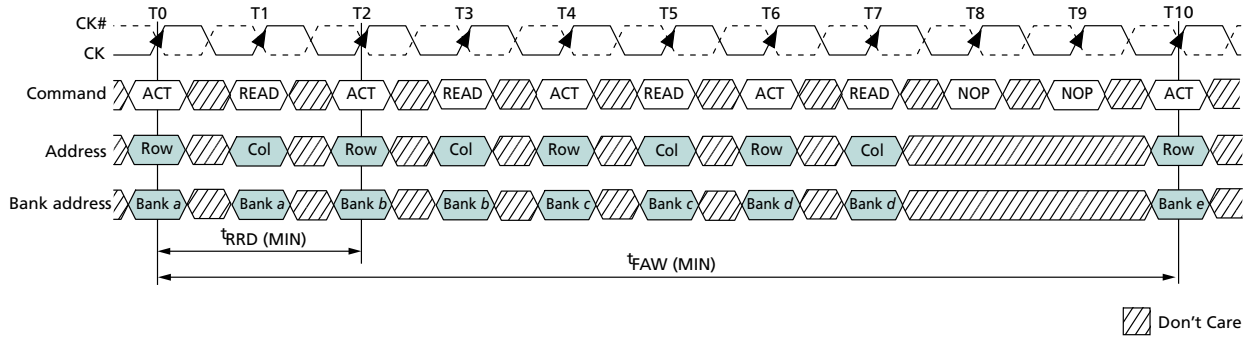 T0 T1 T2 T3 T4 T5 T6 T7 T8 T9 T10
CK#
CK
Command ACT READ ACT READ ACT READ ACT READ NOP NOP ACT
Address Row Col Row Col Row Col Row Col Row
Bank address Bank a Bank a Bank b Bank b Bank c Bank c Bank d Bank d Bank e
tRRD (MIN)
tFAW (MIN)
Don't Care